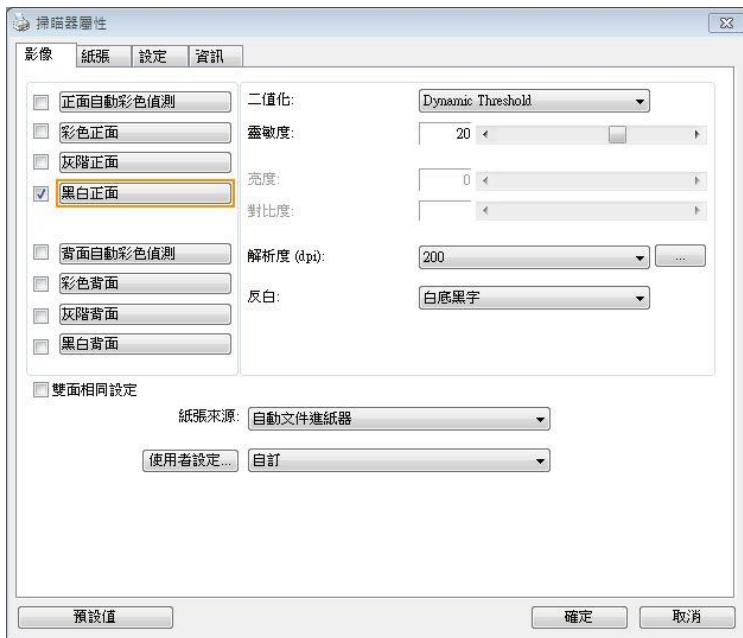 掃瞄器屬性
影像 紙張 設定 資訊
正面自動彩色偵測
彩色正面
灰階正面
黑白正面
背面自動彩色偵測
彩色背面
灰階背面
黑白背面
二值化: Dynamic Threshold
靈敏度: 20
亮度: 0
對比度:
解析度 (dpi): 200 ...
反白: 白底黑字
雙面相同設定
紙張來源: 自動文件進紙器
使用者設定... 自訂
預設值 確定 取消